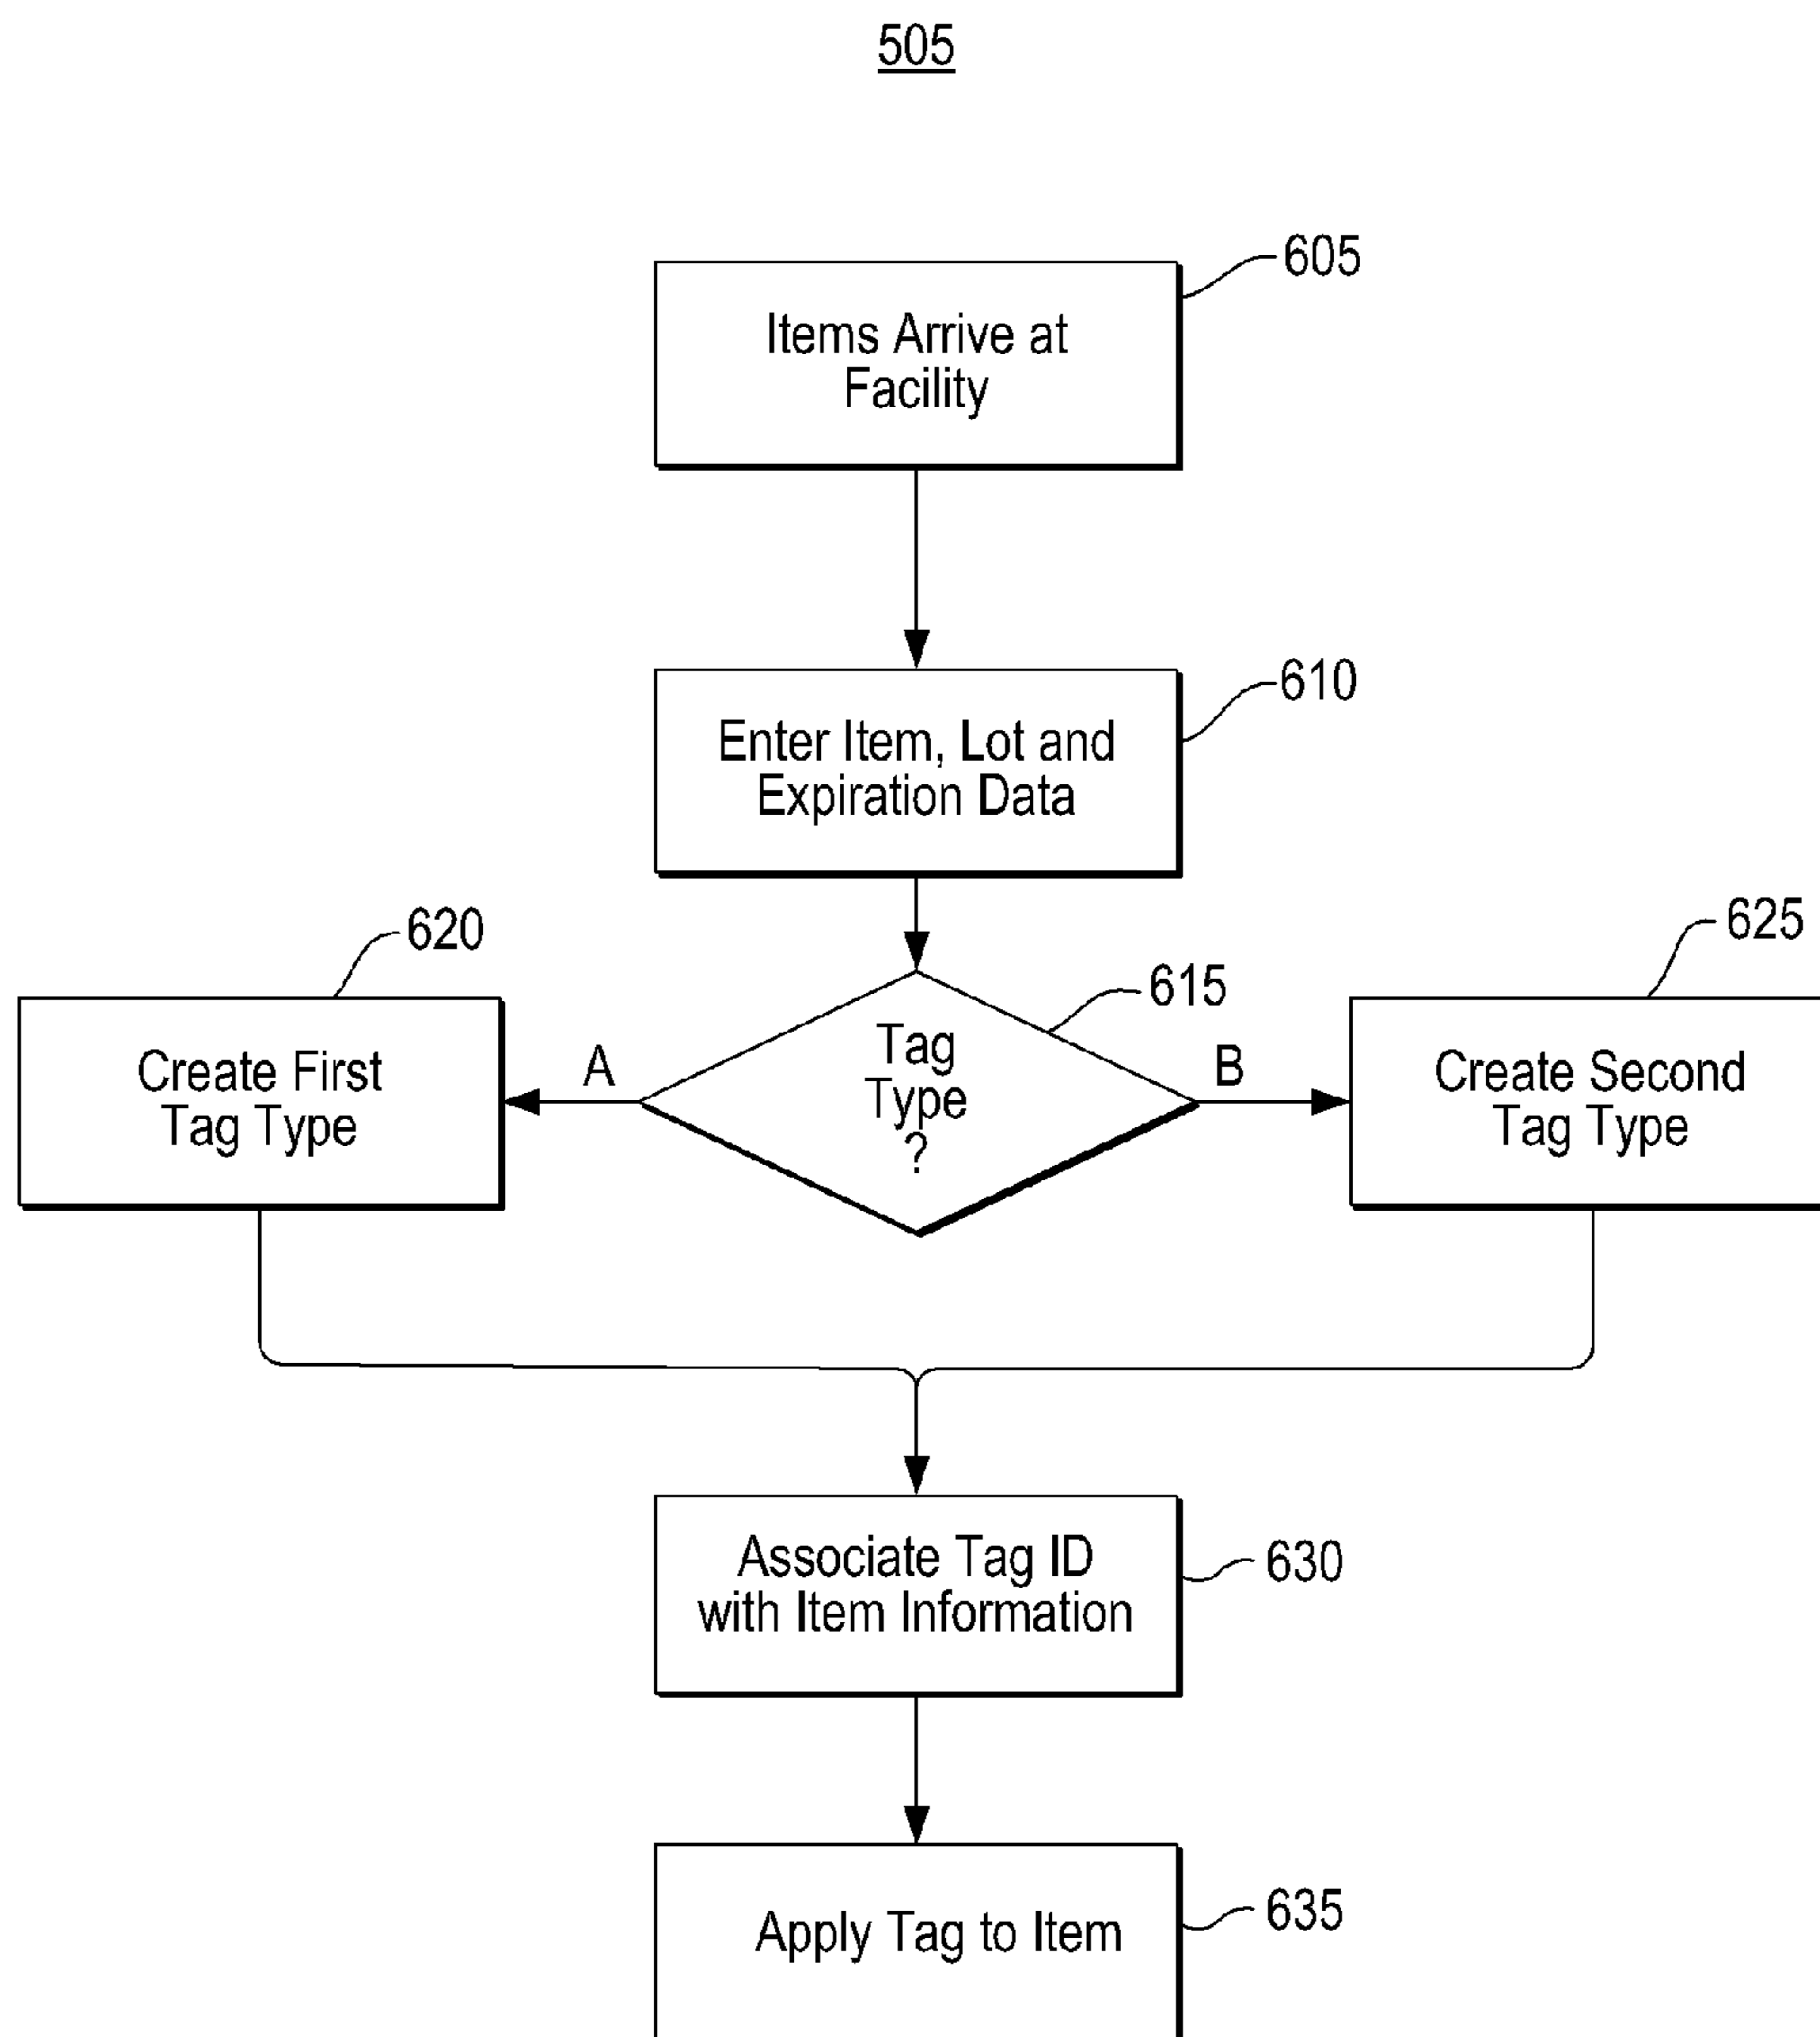 505
605
Items Arrive at
Facility
610
Enter Item, Lot and
Expiration Data
620
615
625
Tag
Type
?
A
B
Create First
Tag Type
Create Second
Tag Type
630
Associate Tag ID
with Item Information
635
Apply Tag to Item